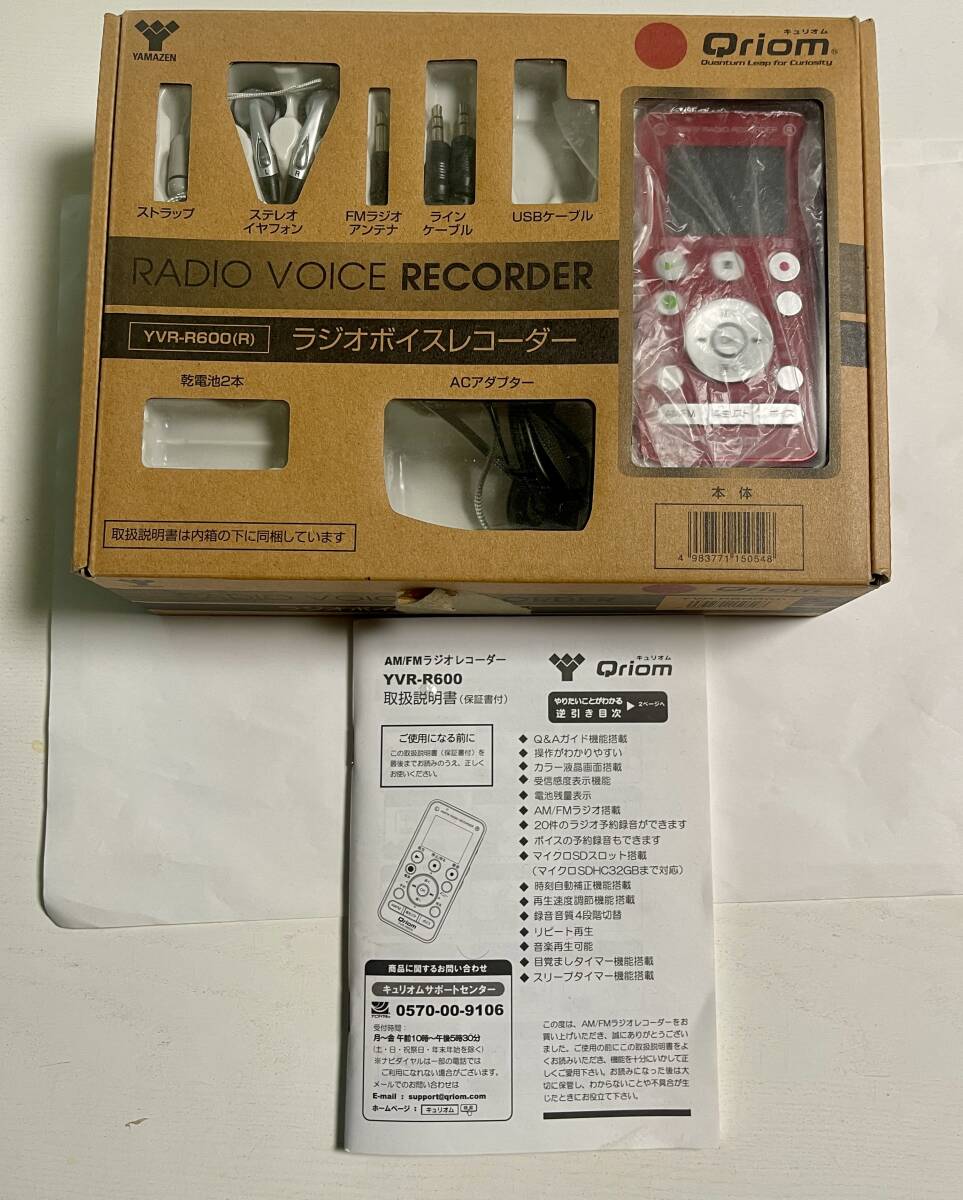 YAMAZEN
キュリオム
Qriom
Quantum Leap for Curiosity
ストラップ
ステレオ
イヤフォン
FMラジオ
アンテナ
ライン
ケーブル
USBケーブル
RADIO VOICE RECORDER
YVR-R600(R)
ラジオボイスレコーダー
乾電池2本
ACアダプター
本体
取扱説明書は内箱の下に同梱しています
4 983771 150548
Qriom
AM/FMラジオレコーダー
YVR-R600
取扱説明書(保証書付)
キュリオム
Qriom
やりたいことがわかる
逆引き目次
2ページへ
ご使用になる前に
この取扱説明書(保証書付)を
最後までお読みのうえ、正しく
お使いください。
◆ Q&Aガイド機能搭載
◆ 操作がわかりやすい
◆ カラー液晶画面搭載
◆ 受信感度表示機能
◆ 電池残量表示
◆ AM/FMラジオ搭載
◆ 20件のラジオ予約録音ができます
◆ ボイスの予約録音もできます
◆ マイクロSDスロット搭載
(マイクロSDHC32GBまで対応)
◆ 時刻自動補正機能搭載
◆ 再生速度調節機能搭載
◆ 録音音質4段階切替
◆ リピート再生
◆ 音楽再生可能
◆ 目覚ましタイマー機能搭載
◆ スリープタイマー機能搭載
Qriom
商品に関するお問い合わせ
キュリオムサポートセンター
0570-00-9106
受付時間:
月〜金 午前10時〜午後5時30分
(土・日・祝祭日・年末年始を除く)
※ナビダイヤルは一部の電話では
ご利用になれない場合がございます。
メールでのお問い合わせは
E-mail : support@qriom.com
ホームページ : キュリオム 検索
この度は、AM/FMラジオレコーダーをお
買い上げいただき、誠にありがとうござい
ました。ご使用の前にこの取扱説明書をよ
くお読みいただき、機能を十分にいかして正
しくご愛用下さい。お読みになった後は大
切に保管し、わからないことや不具合が生
じたときにお役立て下さい。